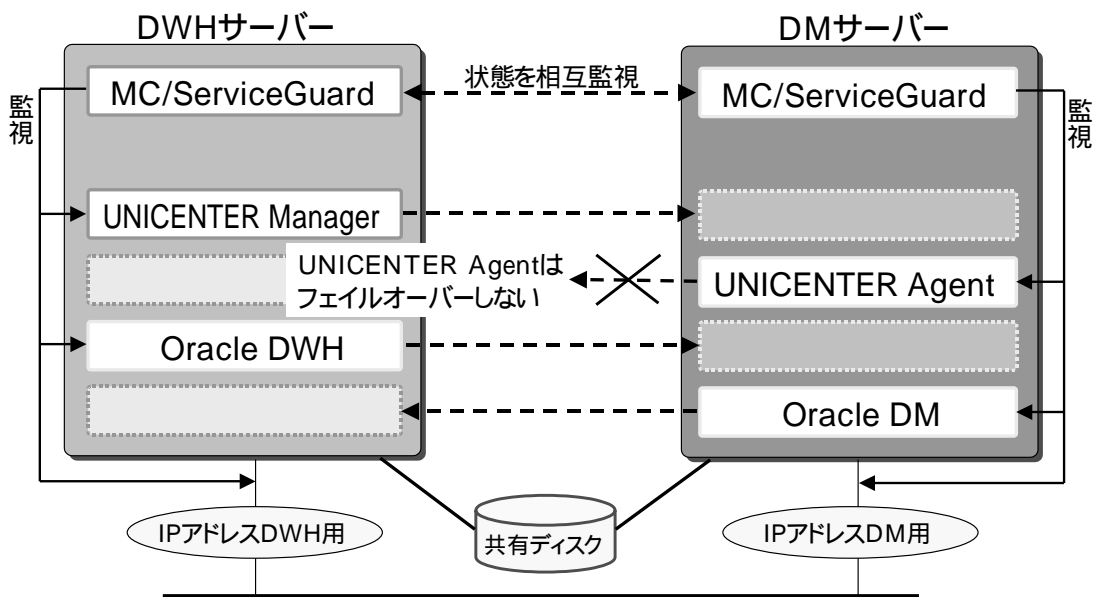 DWHサーバー
DMサーバー
監視
MC/ServiceGuard
状態を相互監視
MC/ServiceGuard
監視
UNICENTER Manager
UNICENTER Agentは
フェイルオーバーしない
UNICENTER Agent
Oracle DWH
Oracle DM
IPアドレスDWH用
共有ディスク
IPアドレスDM用